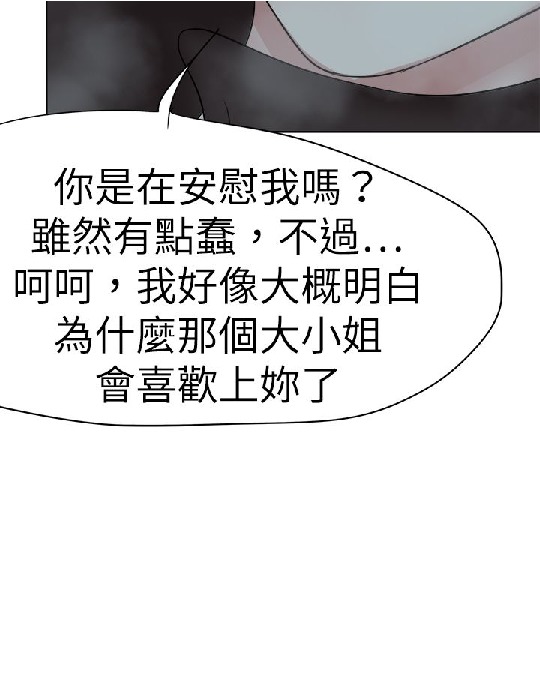 你是在安慰我嗎？
雖然有點蠢，不過...
呵呵，我好像大概明白
為什麼那個大小姐
會喜歡上妳了